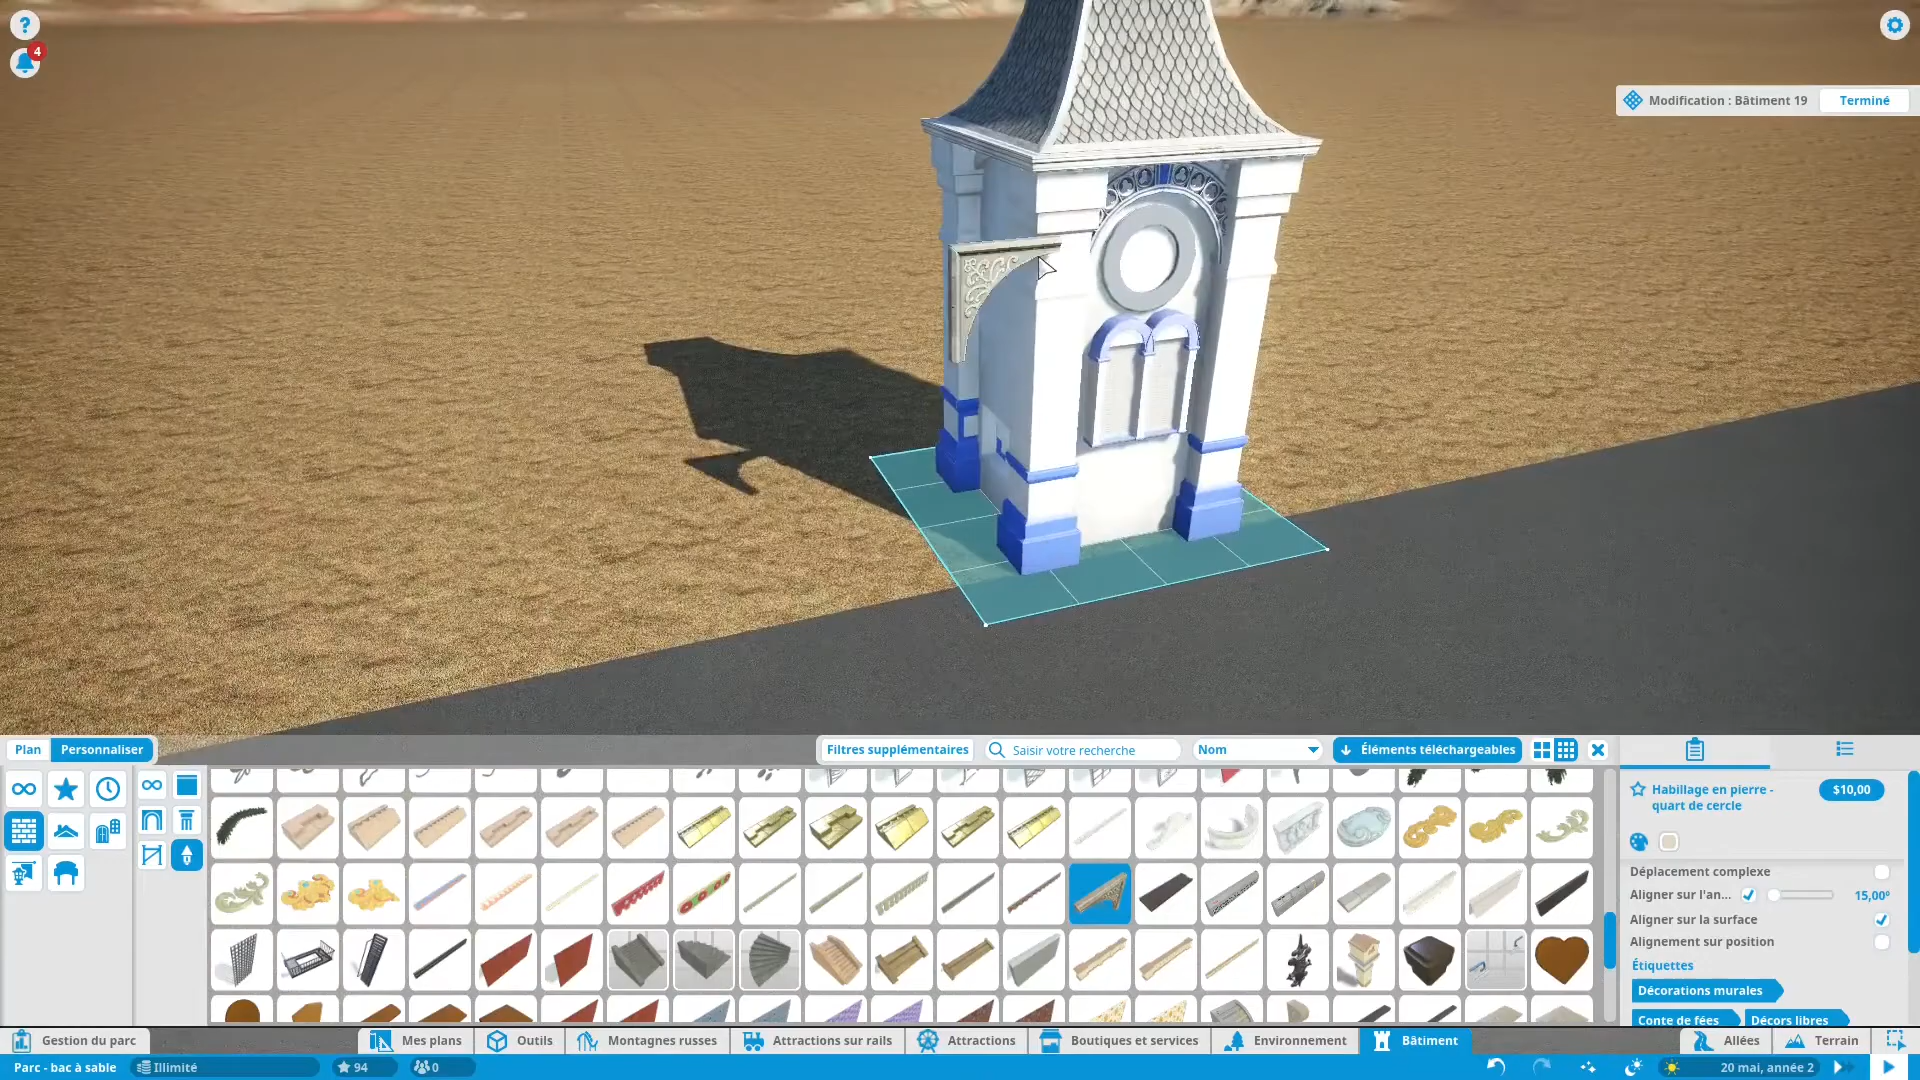 ?
4
Modification : Bâtiment 19
Terminé
Plan
Personnaliser
Filtres supplémentaires
Saisir votre recherche
Nom
Éléments téléchargeables
Habillage en pierre -
quart de cercle
$10,00
Déplacement complexe
Aligner sur l'an...
15,00°
Aligner sur la surface
Alignement sur position
Étiquettes
Décorations murales
Conte de fées
Décors libres
Gestion du parc
Mes plans
Outils
Montagnes russes
Attractions sur rails
Attractions
Boutiques et services
Environnement
Bâtiment
Allées
Terrain
Parc - bac à sable
Illimité
94
0
20 mai, année 2